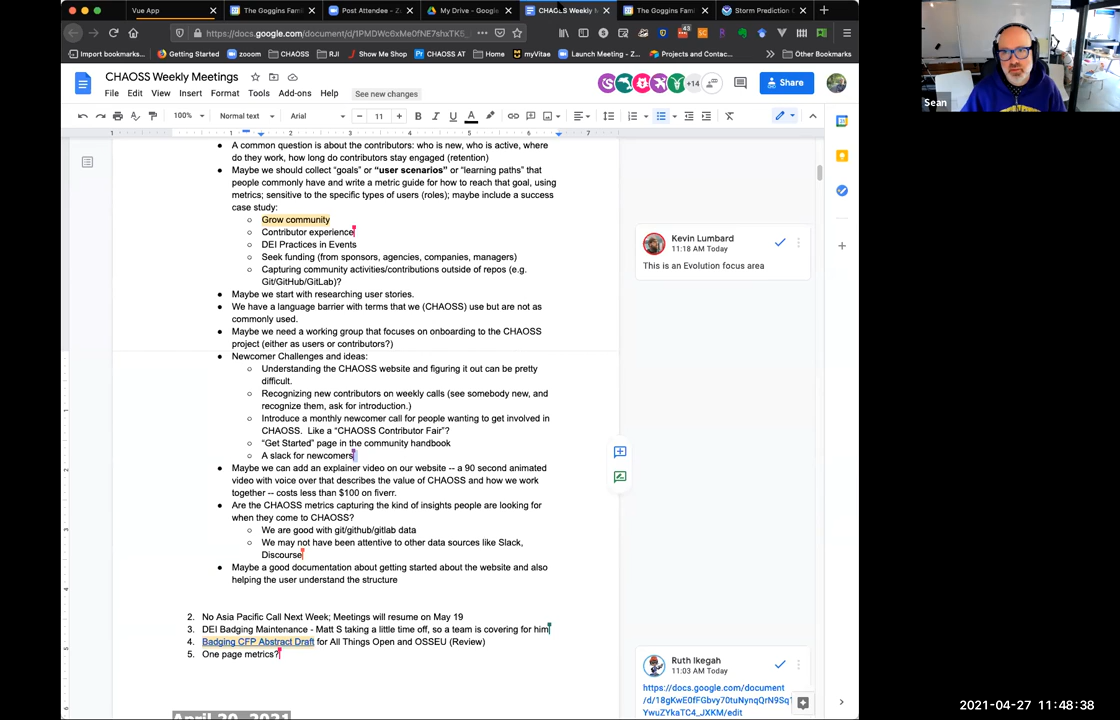 Vue App
The Goggins Fami
Post Attendee - Z
My Drive - Google
CHAOSS Weekly M
The Goggins Fami
Storm Prediction C
https://docs.google.com/document/d/1PMDWc6xMe0fNE7shxTK5_
Import bookmarks...
Getting Started
zooom
CHAOSS
RJI
Show Me Shop
CHAOSS AT
Home
myVitae
Launch Meeting - Z...
Projects and Contac...
Other Bookmarks
CHAOSS Weekly Meetings
File Edit View Insert Format Tools Add-ons Help
See new changes
+14
Share
100%
Normal text
Arial
11
Sean
A common question is about the contributors: who is new, who is active, where
do they work, how long do contributors stay engaged (retention)
Maybe we should collect “goals” or “user scenarios” or “learning paths” that
people commonly have and write a metric guide for how to reach that goal, using
metrics; sensitive to the specific types of users (roles); maybe include a success
case study:
Grow community
Contributor experience
DEI Practices in Events
Seek funding (from sponsors, agencies, companies, managers)
Capturing community activities/contributions outside of repos (e.g.
Git/GitHub/GitLab)?
Maybe we start with researching user stories.
We have a language barrier with terms that we (CHAOSS) use but are not as
commonly used.
Maybe we need a working group that focuses on onboarding to the CHAOSS
project (either as users or contributors?)
Newcomer Challenges and ideas:
Understanding the CHAOSS website and figuring it out can be pretty
difficult.
Recognizing new contributors on weekly calls (see somebody new, and
recognize them, ask for introduction.)
Introduce a monthly newcomer call for people wanting to get involved in
CHAOSS. Like a “CHAOSS Contributor Fair”?
“Get Started” page in the community handbook
A slack for newcomers
Maybe we can add an explainer video on our website -- a 90 second animated
video with voice over that describes the value of CHAOSS and how we work
together -- costs less than $100 on fiverr.
Are the CHAOSS metrics capturing the kind of insights people are looking for
when they come to CHAOSS?
We are good with git/github/gitlab data
We may not have been attentive to other data sources like Slack,
Discourse
Maybe a good documentation about getting started about the website and also
helping the user understand the structure
2. No Asia Pacific Call Next Week; Meetings will resume on May 19
3. DEI Badging Maintenance - Matt S taking a little time off, so a team is covering for him
4. Badging CFP Abstract Draft for All Things Open and OSSEU (Review)
5. One page metrics?
April 20, 2021
Kevin Lumbard
11:18 AM Today
This is an Evolution focus area
Ruth Ikegah
11:03 AM Today
https://docs.google.com/document
2021-04-27 11:48:38